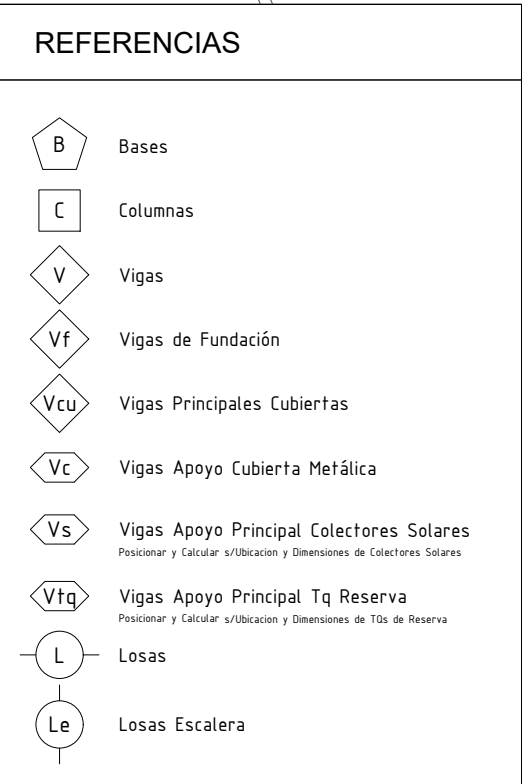 REFERENCIAS
B Bases
C Columnas
V Vigas
Vf Vigas de Fundación
Vcu Vigas Principales Cubiertas
Vc Vigas Apoyo Cubierta Metálica
Vs Vigas Apoyo Principal Colectores Solares
Posicionar y Calcular s/Ubicacion y Dimensiones de Colectores Solares
Vtq Vigas Apoyo Principal Tq Reserva
Posicionar y Calcular s/Ubicacion y Dimensiones de TQs de Reserva
L Losas
Le Losas Escalera